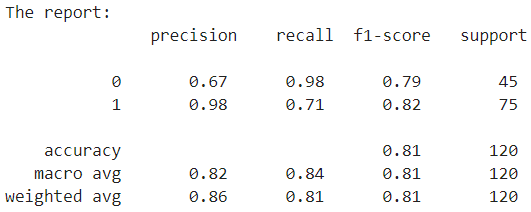 The report:
precision recall f1-score support
0 0.67 0.98 0.79 45
1 0.98 0.71 0.82 75
accuracy 0.81 120
macro avg 0.82 0.84 0.81 120
weighted avg 0.86 0.81 0.81 120